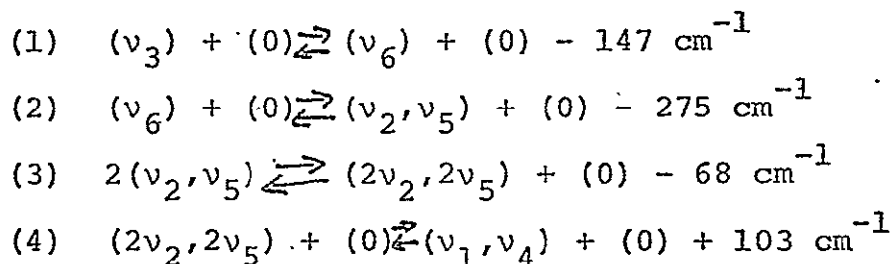 (1) (ν₃) + (0) ⇄ (ν₆) + (0) - 147 cm⁻¹
(2) (ν₆) + (0) ⇄ (ν₂,ν₅) + (0) - 275 cm⁻¹
(3) 2(ν₂,ν₅) ⇄ (2ν₂,2ν₅) + (0) - 68 cm⁻¹
(4) (2ν₂,2ν₅) + (0) ⇄ (ν₁,ν₄) + (0) + 103 cm⁻¹